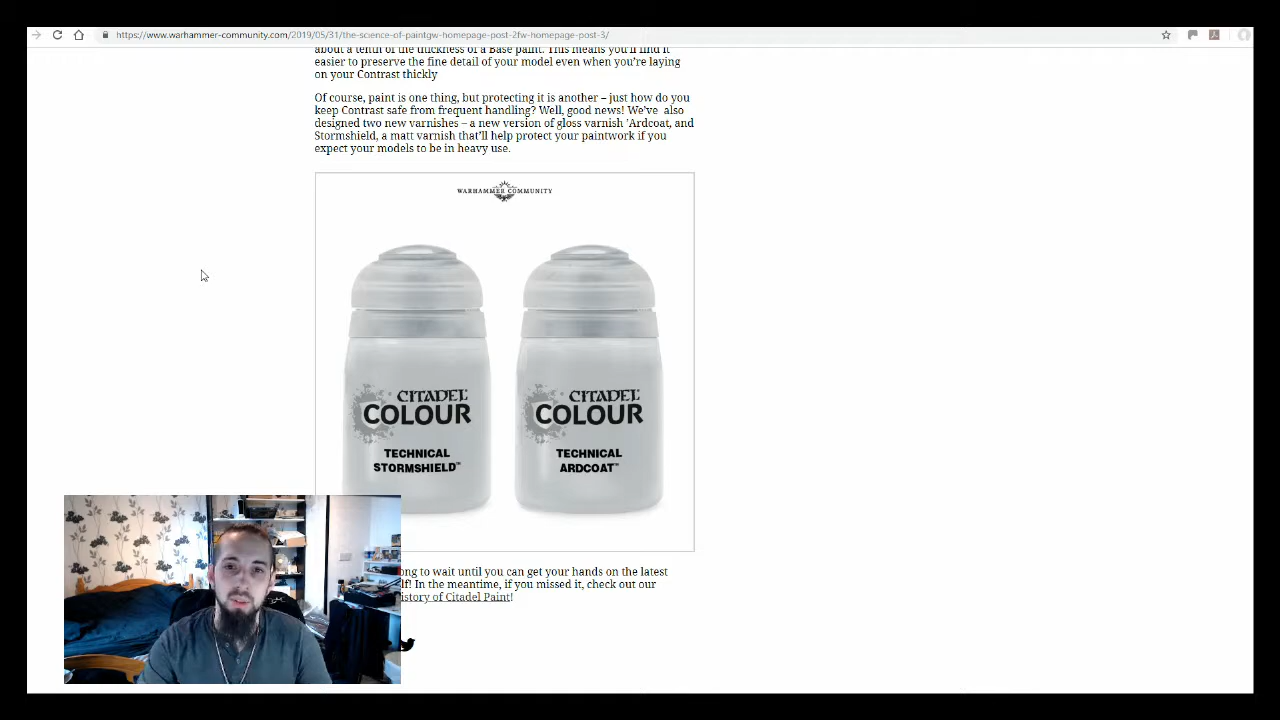 https://www.warhammer-community.com/2019/05/31/the-science-of-paintgw-homepage-post-2fw-homepage-post-3/
about a tenth of the thickness of a Base paint. This means you'll find it
easier to preserve the fine detail of your model even when you're laying
on your Contrast thickly
Of course, paint is one thing, but protecting it is another – just how do you
keep Contrast safe from frequent handling? Well, good news! We've also
designed two new varnishes – a new version of gloss varnish 'Ardcoat, and
Stormshield, a matt varnish that'll help protect your paintwork if you
expect your models to be in heavy use.
WARHAMMER COMMUNITY
CITADEL
COLOUR
TECHNICAL
STORMSHIELD™
CITADEL
COLOUR
TECHNICAL
ARDCOAT™
to wait until you can get your hands on the latest
In the meantime, if you missed it, check out our
of Citadel Paint!